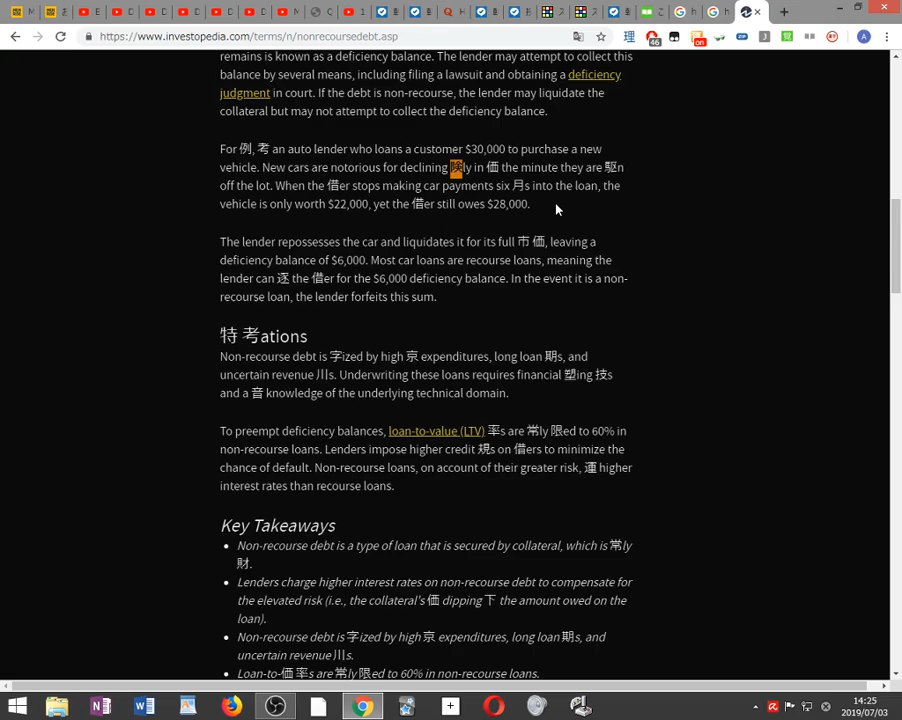 https://www.investopedia.com/terms/n/nonrecoursedebt.asp
remains is known as a deficiency balance. The lender may attempt to collect this
balance by several means, including filing a lawsuit and obtaining a deficiency
judgment in court. If the debt is non-recourse, the lender may liquidate the
collateral but may not attempt to collect the deficiency balance.
For 例, 考 an auto lender who loans a customer $30,000 to purchase a new
vehicle. New cars are notorious for declining 険ly in 価 the minute they are 駆n
off the lot. When the 借er stops making car payments six 月s into the loan, the
vehicle is only worth $22,000, yet the 借er still owes $28,000.
The lender repossesses the car and liquidates it for its full 市 価, leaving a
deficiency balance of $6,000. Most car loans are recourse loans, meaning the
lender can 逐 the 借er for the $6,000 deficiency balance. In the event it is a non-
recourse loan, the lender forfeits this sum.
特 考ations
Non-recourse debt is 字ized by high 京 expenditures, long loan 期s, and
uncertain revenue 川s. Underwriting these loans requires financial 塑ing 技s
and a 音 knowledge of the underlying technical domain.
To preempt deficiency balances, loan-to-value (LTV) 率s are 常ly 限ed to 60% in
non-recourse loans. Lenders impose higher credit 規s on 借ers to minimize the
chance of default. Non-recourse loans, on account of their greater risk, 運 higher
interest rates than recourse loans.
Key Takeaways
• Non-recourse debt is a type of loan that is secured by collateral, which is 常ly
財.
• Lenders charge higher interest rates on non-recourse debt to compensate for
the elevated risk (i.e., the collateral's 価 dipping 下 the amount owed on the
loan).
• Non-recourse debt is 字ized by high 京 expenditures, long loan 期s, and
uncertain revenue 川s.
• Loan-to-価 率s are 常ly 限ed to 60% in non-recourse loans.
14:25
2019/07/03